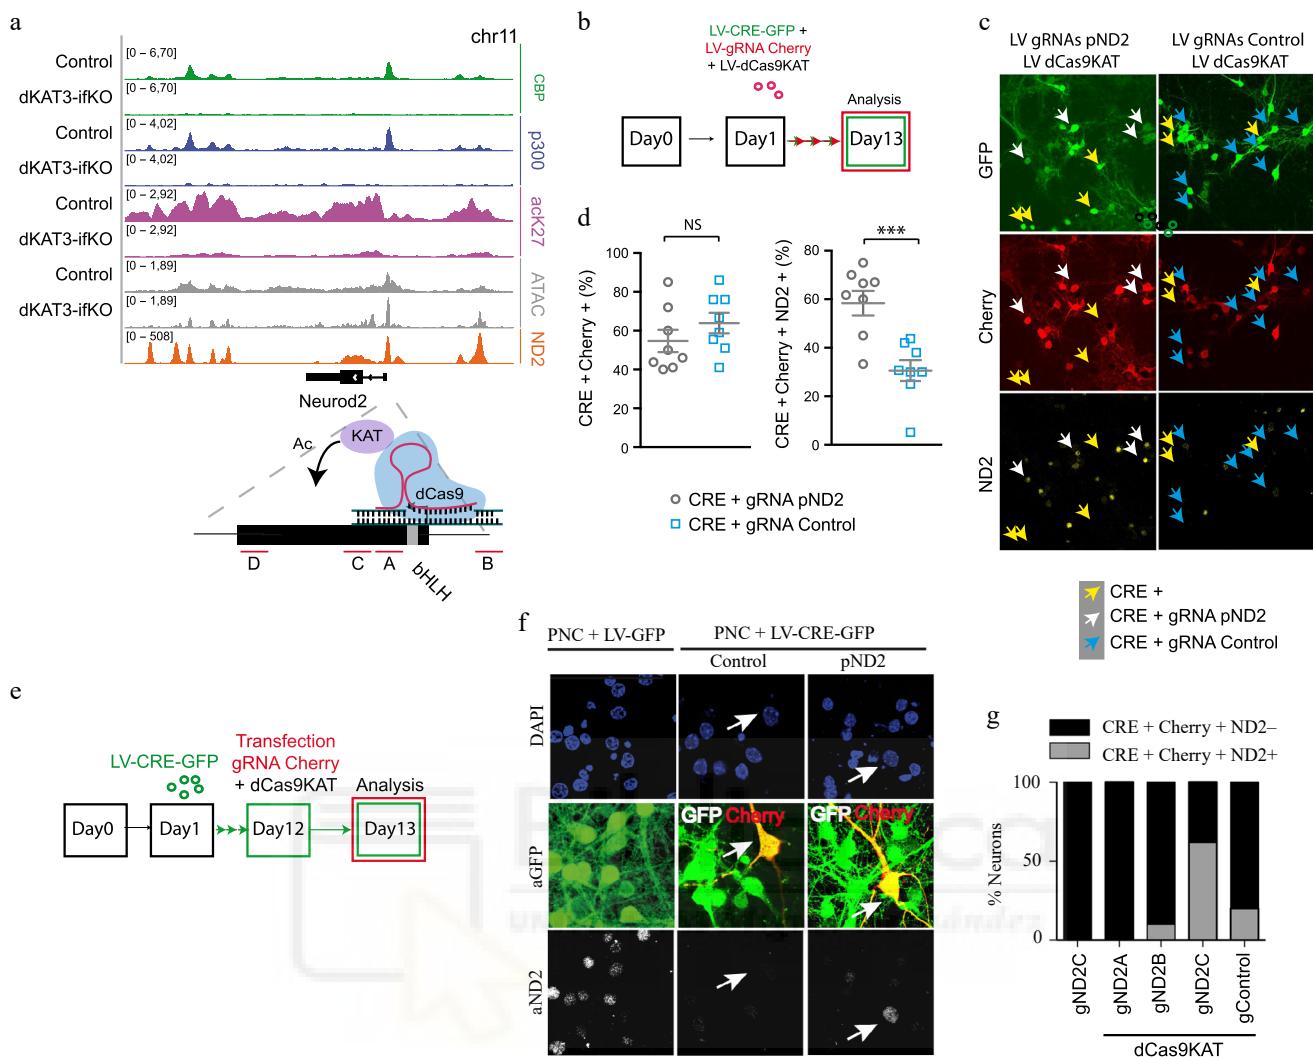 a
chr11
Control
[0 – 6,70]
dKAT3-ifKO
[0 – 6,70]
CBP
Control
[0 – 4,02]
dKAT3-ifKO
[0 – 4,02]
p300
Control
[0 – 2,92]
dKAT3-ifKO
[0 – 2,92]
acK27
Control
[0 – 1,89]
dKAT3-ifKO
[0 – 1,89]
ATAC
[0 – 508]
ND2
Neurod2
Ac
KAT
dCas9
D
C
A
B
bHLH
b
LV-CRE-GFP +
LV-gRNA Cherry
+ LV-dCas9KAT
Analysis
Day0
Day1
Day13
c
LV gRNAs pND2
LV dCas9KAT
LV gRNAs Control
LV dCas9KAT
GFP
Cherry
ND2
CRE +
CRE + gRNA pND2
CRE + gRNA Control
d
NS
CRE + Cherry + (%)
100
80
60
40
20
0
***
CRE + Cherry + ND2 + (%)
80
60
40
20
0
CRE + gRNA pND2
CRE + gRNA Control
e
LV-CRE-GFP
Transfection
gRNA Cherry
+ dCas9KAT
Analysis
Day0
Day1
Day12
Day13
f
PNC + LV-GFP
PNC + LV-CRE-GFP
Control
pND2
DAPI
aGFP
GFP Cherry
GFP Cherry
aND2
g
CRE + Cherry + ND2–
CRE + Cherry + ND2+
% Neurons
100
50
0
gND2C
gND2A
gND2B
gND2C
gControl
dCas9KAT